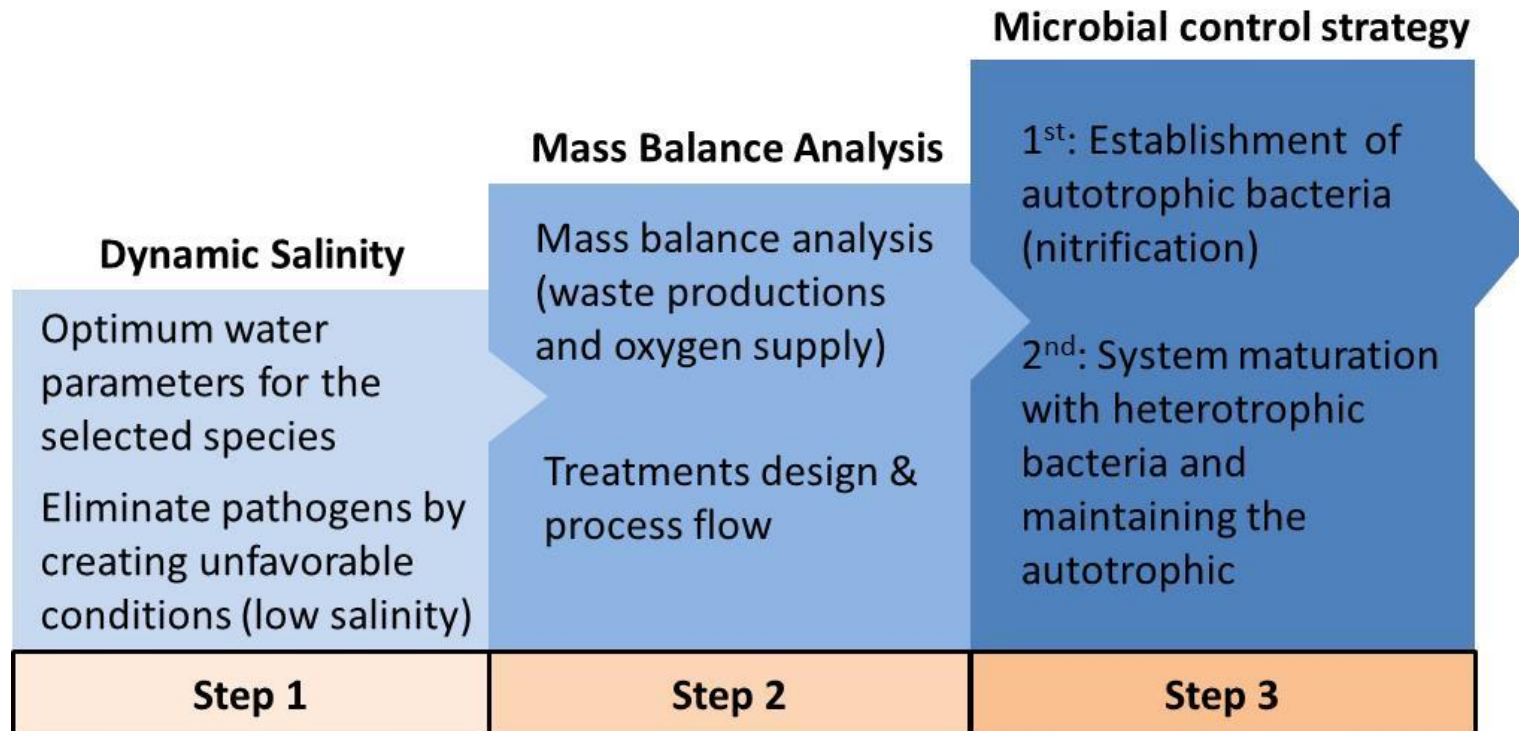 Dynamic Salinity
Optimum water
parameters for the
selected species
Eliminate pathogens by
creating unfavorable
conditions (low salinity)
Step 1
Mass Balance Analysis
Mass balance analysis
(waste productions
and oxygen supply)
Treatments design &
process flow
Step 2
Microbial control strategy
1st: Establishment of
autotrophic bacteria
(nitrification)
2nd: System maturation
with heterotrophic
bacteria and
maintaining the
autotrophic
Step 3